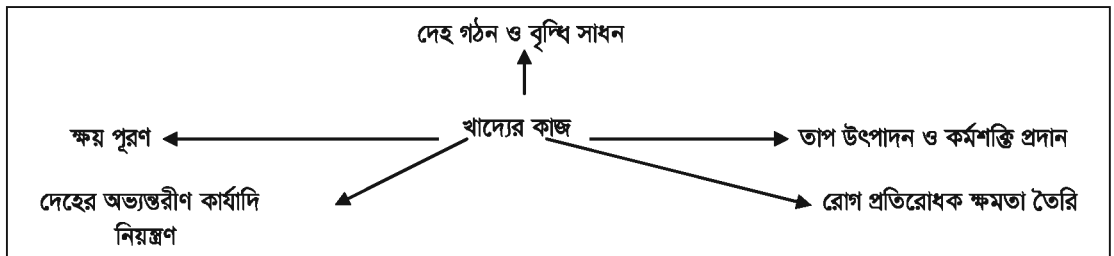 দেহ গঠন ও বৃদ্ধি সাধন
খাদ্যের কাজ
ক্ষয় পূরণ
তাপ উৎপাদন ও কর্মশক্তি প্রদান
দেহের অভ্যন্তরীণ কার্যাদি
নিয়ন্ত্রণ
রোগ প্রতিরোধক ক্ষমতা তৈরি